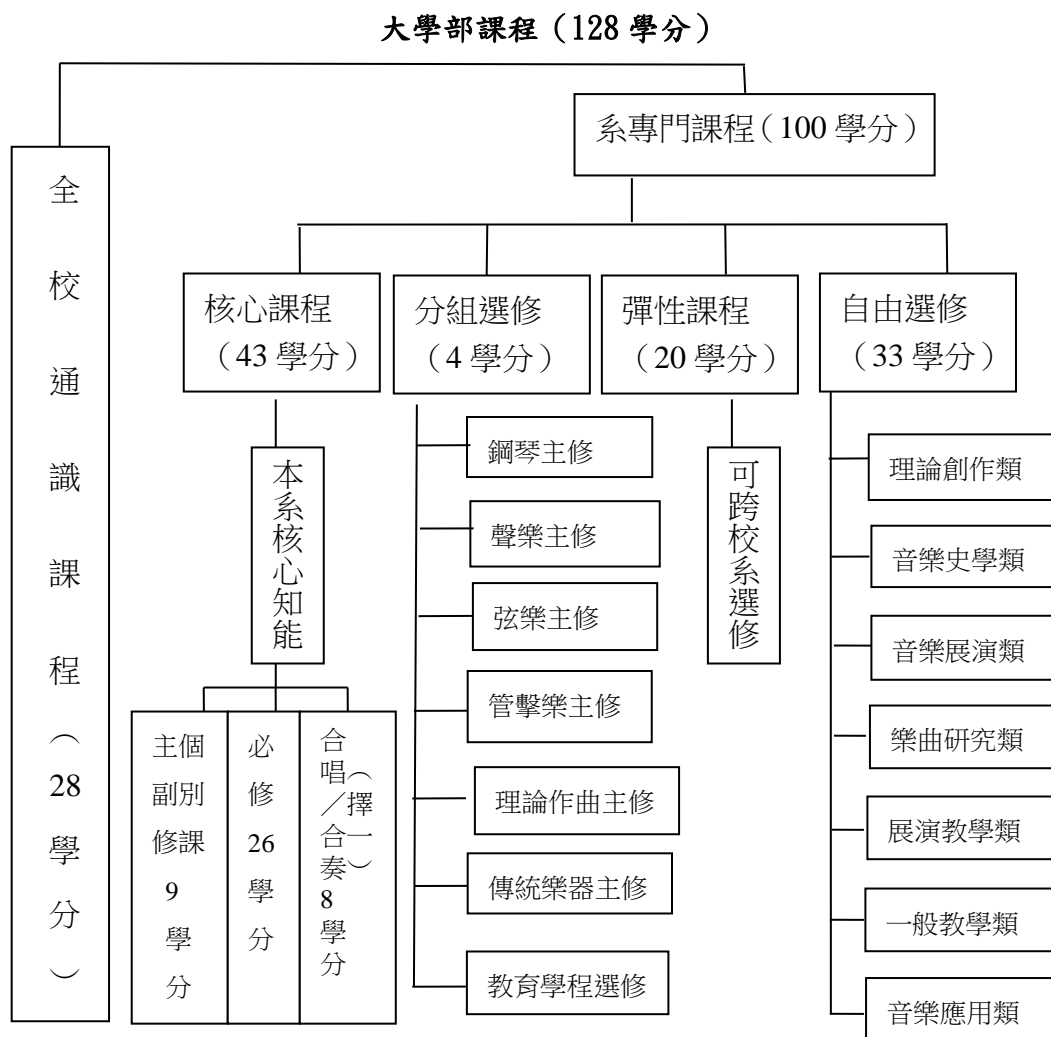 大學部課程（128 學分）
系專門課程（100 學分）
全校通識課程（28 學分）
核心課程
（43 學分）
分組選修
（4 學分）
彈性課程
（20 學分）
自由選修
（33 學分）
本系核心知能
個別課
主副修
9
學
分
必
修
26
學
分
合唱／合奏 8 學分
（擇一）
鋼琴主修
聲樂主修
弦樂主修
管擊樂主修
理論作曲主修
傳統樂器主修
教育學程選修
可跨校系選修
理論創作類
音樂史學類
音樂展演類
樂曲研究類
展演教學類
一般教學類
音樂應用類